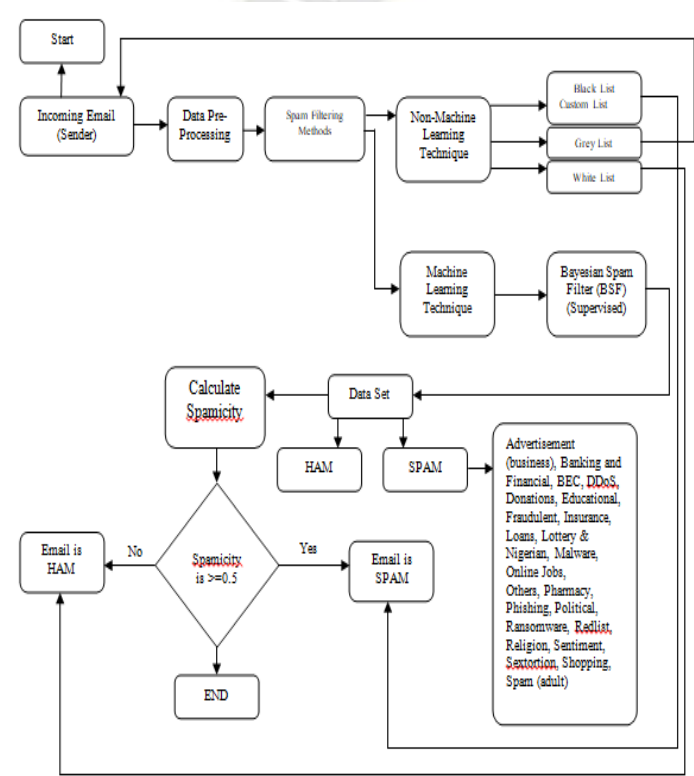 Start
Incoming Email
(Sender)
Data Pre-
Processing
Spam Filtering
Methods
Non-Machine
Learning
Technique
Black List
Custom List
Grey List
White List
Machine
Learning
Technique
Bayesian Spam
Filter (BSF)
(Supervised)
Calculate
Spamicity
Data Set
HAM
SPAM
Advertisement
(business), Banking and
Financial, BEC, DDoS,
Donations, Educational,
Fraudulent, Insurance,
Loans, Lottery &
Nigerian, Malware,
Online Jobs,
Others, Pharmacy,
Phishing, Political,
Ransomware, Redlist,
Religion, Sentiment,
Sextortion, Shopping,
Spam (adult)
Email is
HAM
No
Spamicity
is >=0.5
Yes
Email is
SPAM
END